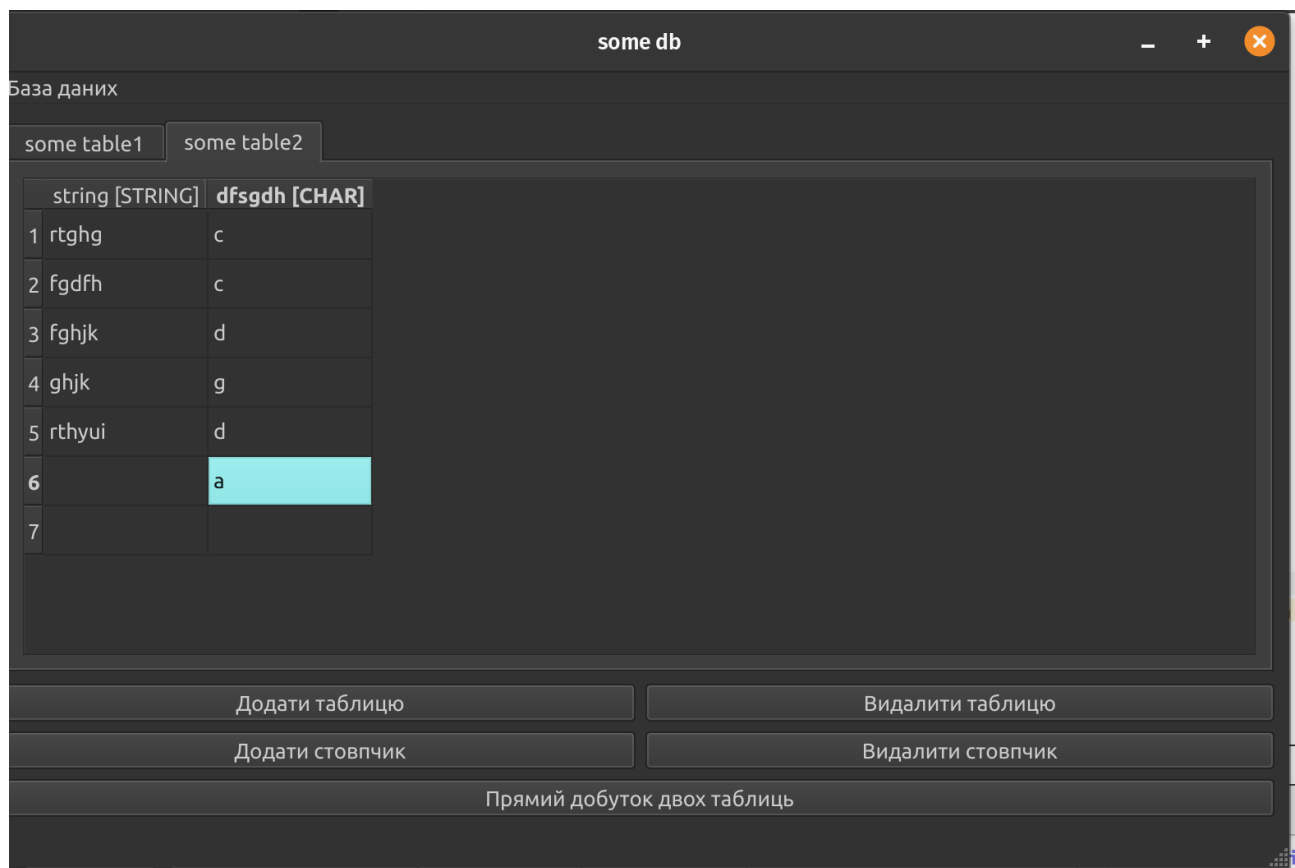 some db
База даних
some table1 some table2
string [STRING] dfsgdh [CHAR]
1 rtghg c
2 fgdfh c
3 fghjk d
4 ghjk g
5 rthyui d
6 a
7
Додати таблицю Видалити таблицю
Додати стовпчик Видалити стовпчик
Прямий добуток двох таблиць